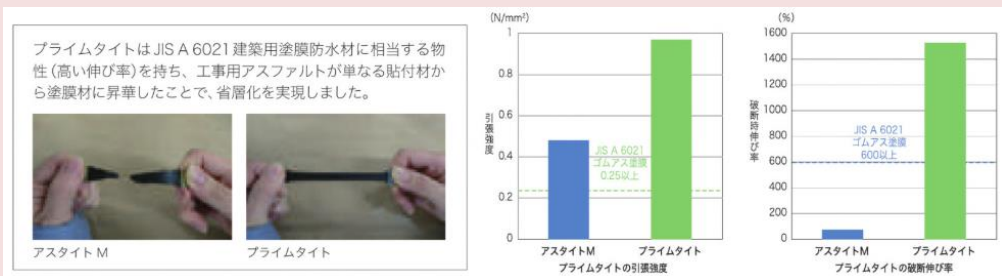 プライムタイトはJIS A 6021建築用塗膜防水材に相当する物
性(高い伸び率)を持ち、工事用アスファルトが単なる貼付材か
ら塗膜材に昇華したことで、省層化を実現しました。
アスタイト M
プライムタイト
(N/mm²)
1
0.8
0.6
0.4
0.2
0
引張強度
JIS A 6021
ゴムアス塗膜
0.25以上
アスタイトM
プライムタイト
プライムタイトの引張強度
(%)
1600
1400
1200
1000
800
600
400
200
0
破断時伸び率
JIS A 6021
ゴムアス塗膜
600以上
アスタイトM
プライムタイト
プライムタイトの破断伸び率